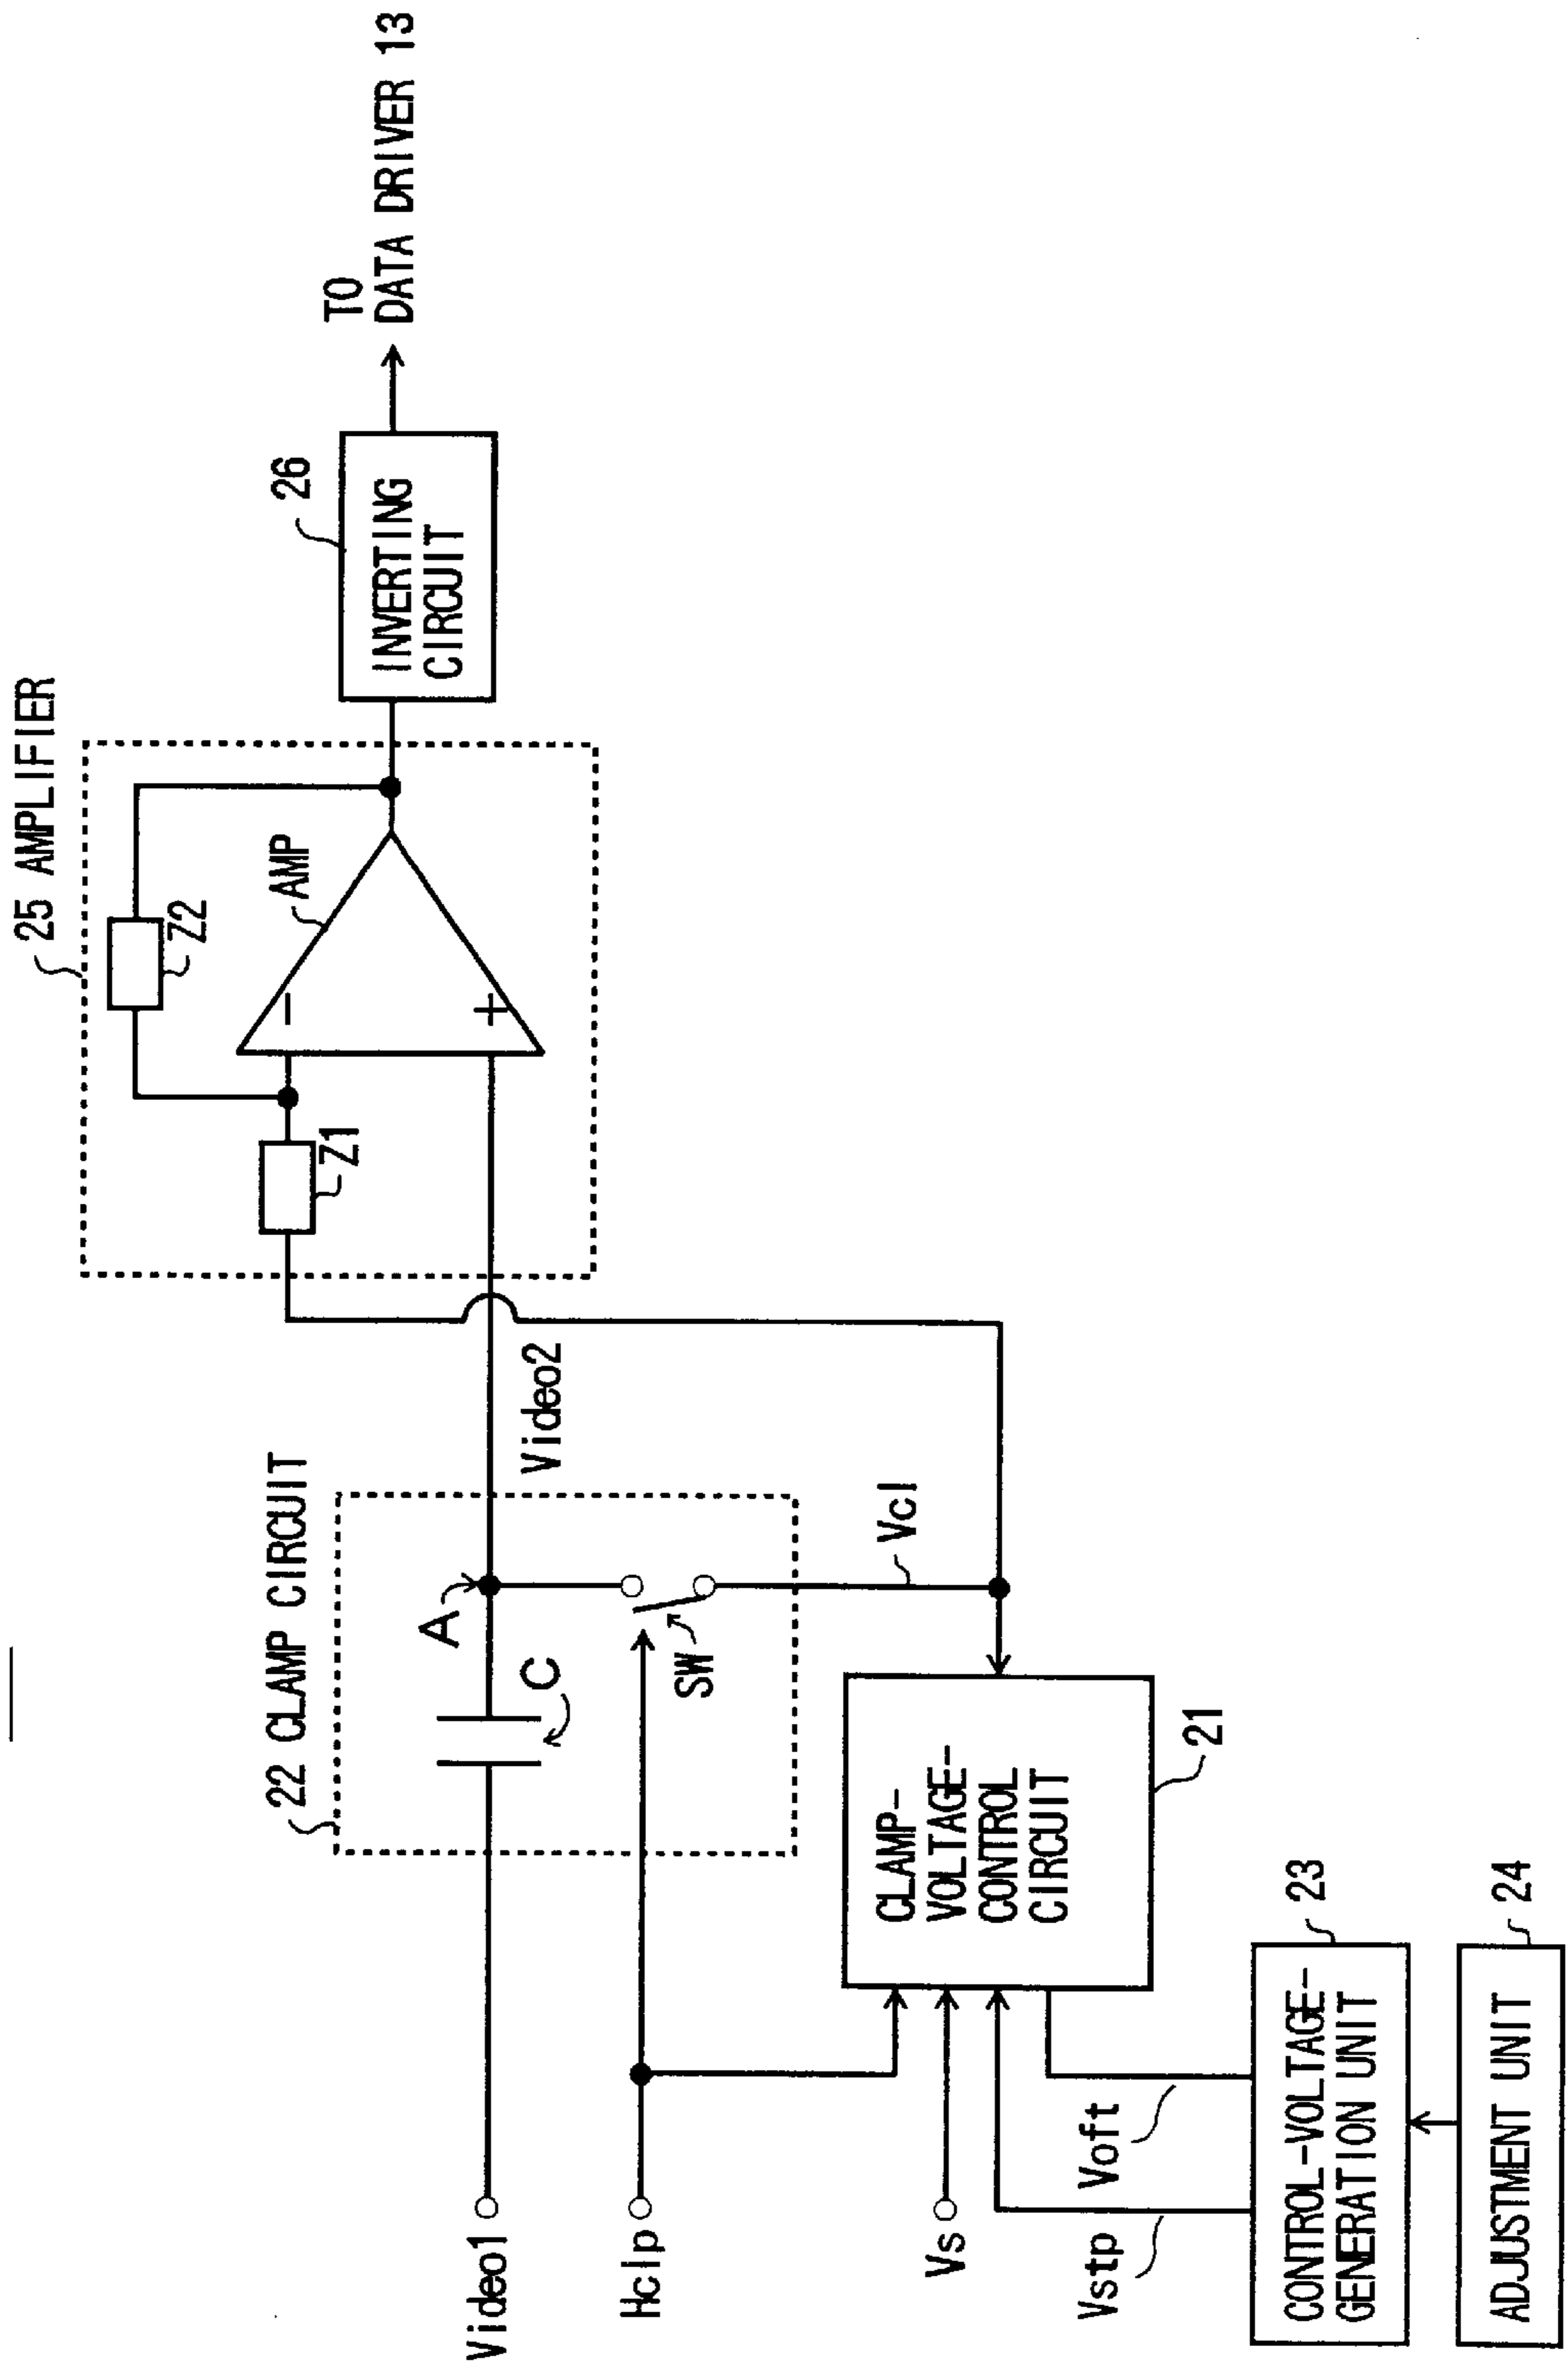 25 AMPLIFIER
Z2
AMP
Z1
26
INVERTING
CIRCUIT
TO
DATA DRIVER 13
22 CLAMP CIRCUIT
A
C
SW
Video2
Vcl
Video1
Hclp
Vs
Vstp
Voft
CLAMP-
VOLTAGE-
CONTROL
CIRCUIT
21
CONTROL-VOLTAGE-
GENERATION UNIT
23
ADJUSTMENT UNIT
24